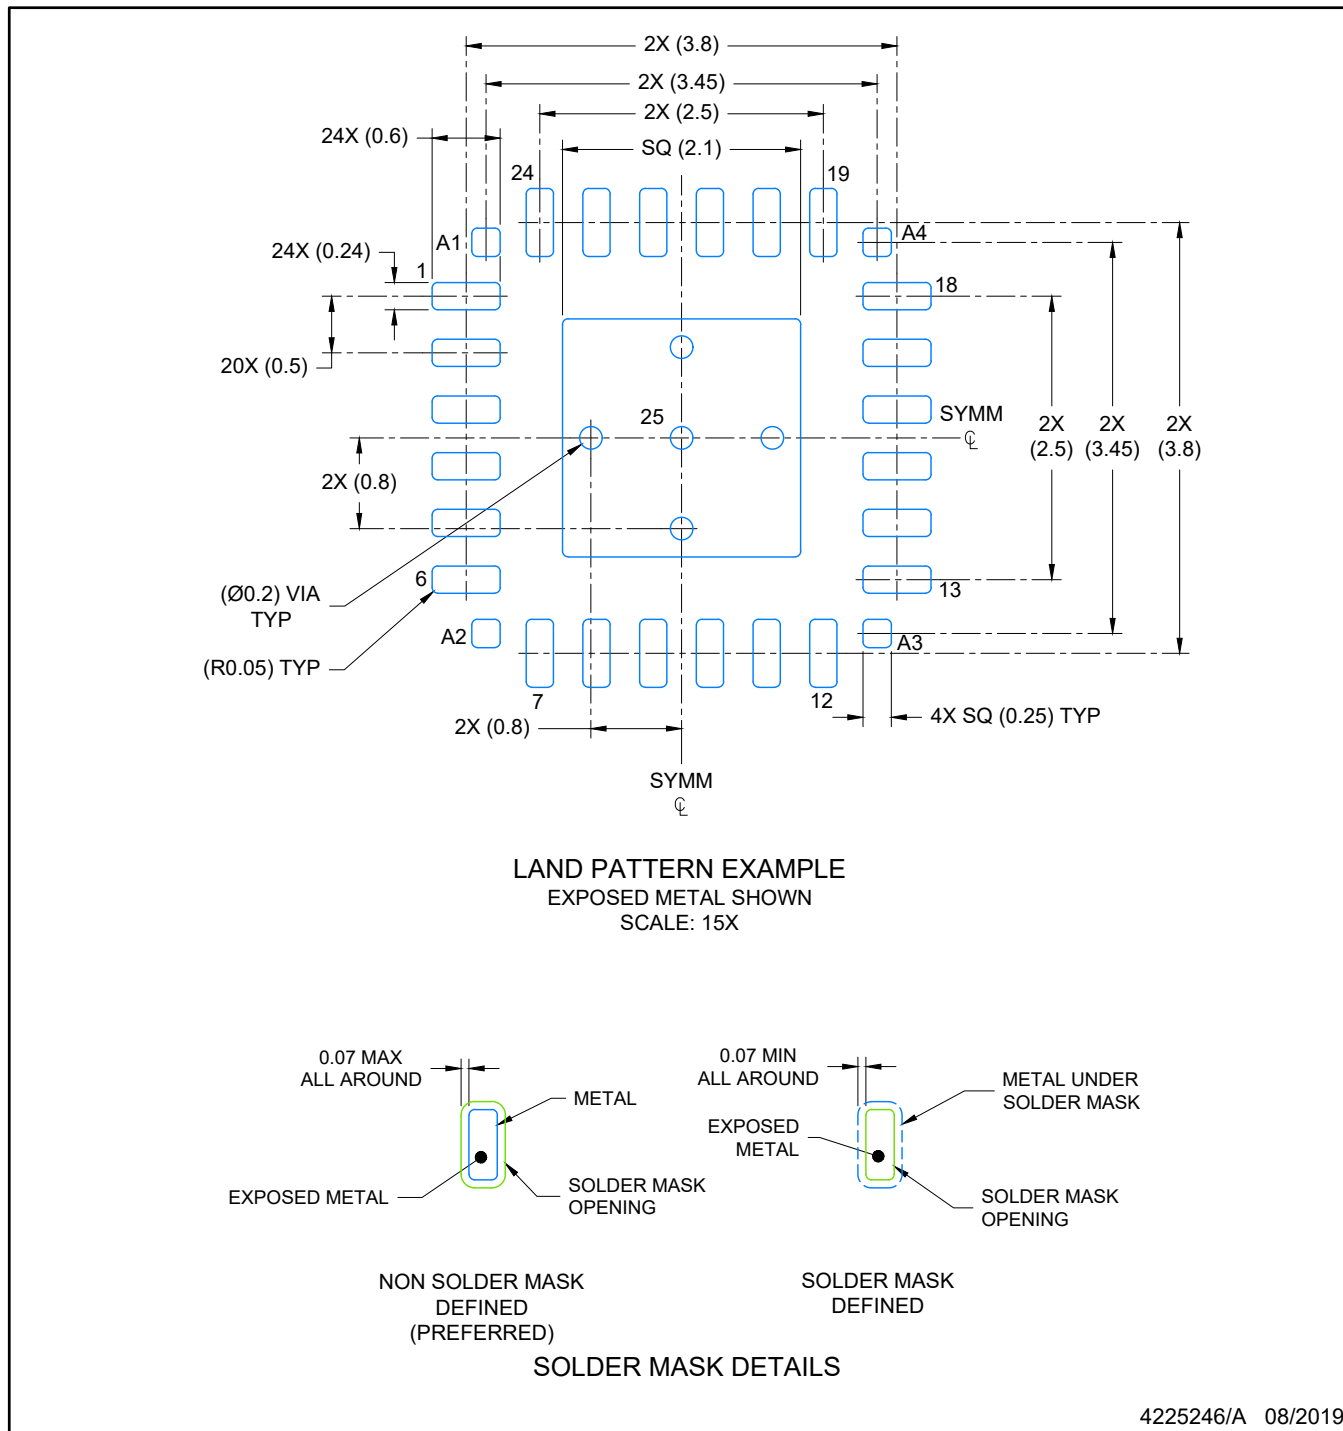 2X (3.8)
2X (3.45)
2X (2.5)
24X (0.6)
SQ (2.1)
24
19
A1
A4
24X (0.24)
1
18
20X (0.5)
25
SYMM
℄
2X
(2.5)
2X
(3.45)
2X
(3.8)
2X (0.8)
6
13
(Ø0.2) VIA
TYP
A2
A3
(R0.05) TYP
7
12
2X (0.8)
4X SQ (0.25) TYP
SYMM
℄
LAND PATTERN EXAMPLE
EXPOSED METAL SHOWN
SCALE: 15X
0.07 MAX
ALL AROUND
METAL
EXPOSED METAL
SOLDER MASK
OPENING
0.07 MIN
ALL AROUND
METAL UNDER
SOLDER MASK
EXPOSED
METAL
SOLDER MASK
OPENING
NON SOLDER MASK
DEFINED
(PREFERRED)
SOLDER MASK
DEFINED
SOLDER MASK DETAILS
4225246/A 08/2019